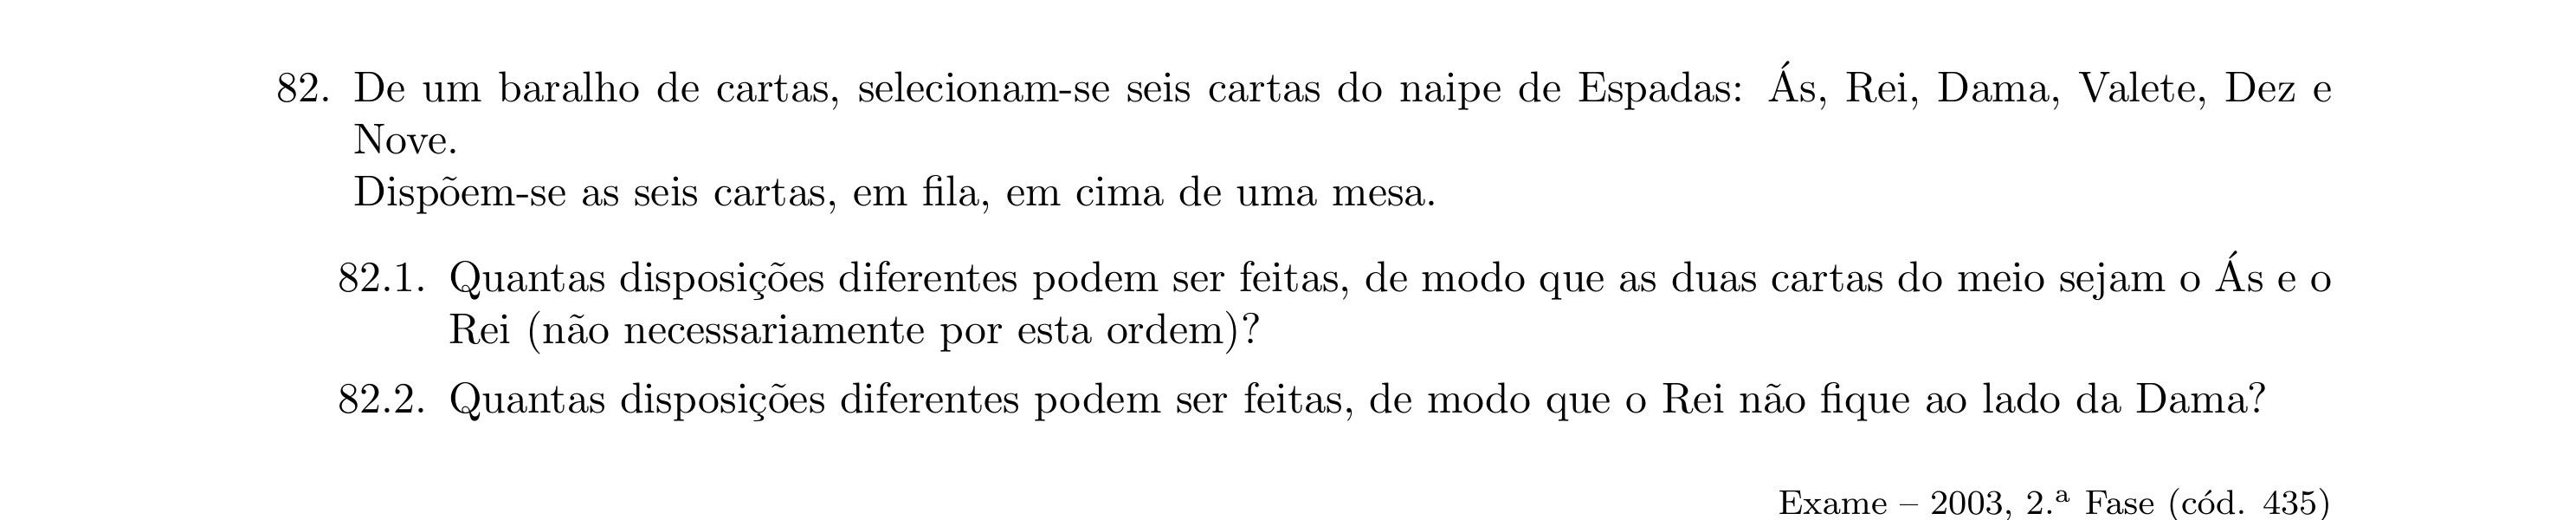 82. De um baralho de cartas, selecionam-se seis cartas do naipe de Espadas: Ás, Rei, Dama, Valete, Dez e
Nove.
Dispõem-se as seis cartas, em fila, em cima de uma mesa.
82.1. Quantas disposições diferentes podem ser feitas, de modo que as duas cartas do meio sejam o Ás e o
Rei (não necessariamente por esta ordem)?
82.2. Quantas disposições diferentes podem ser feitas, de modo que o Rei não fique ao lado da Dama?
Exame – 2003, 2.ª Fase (cód. 435)